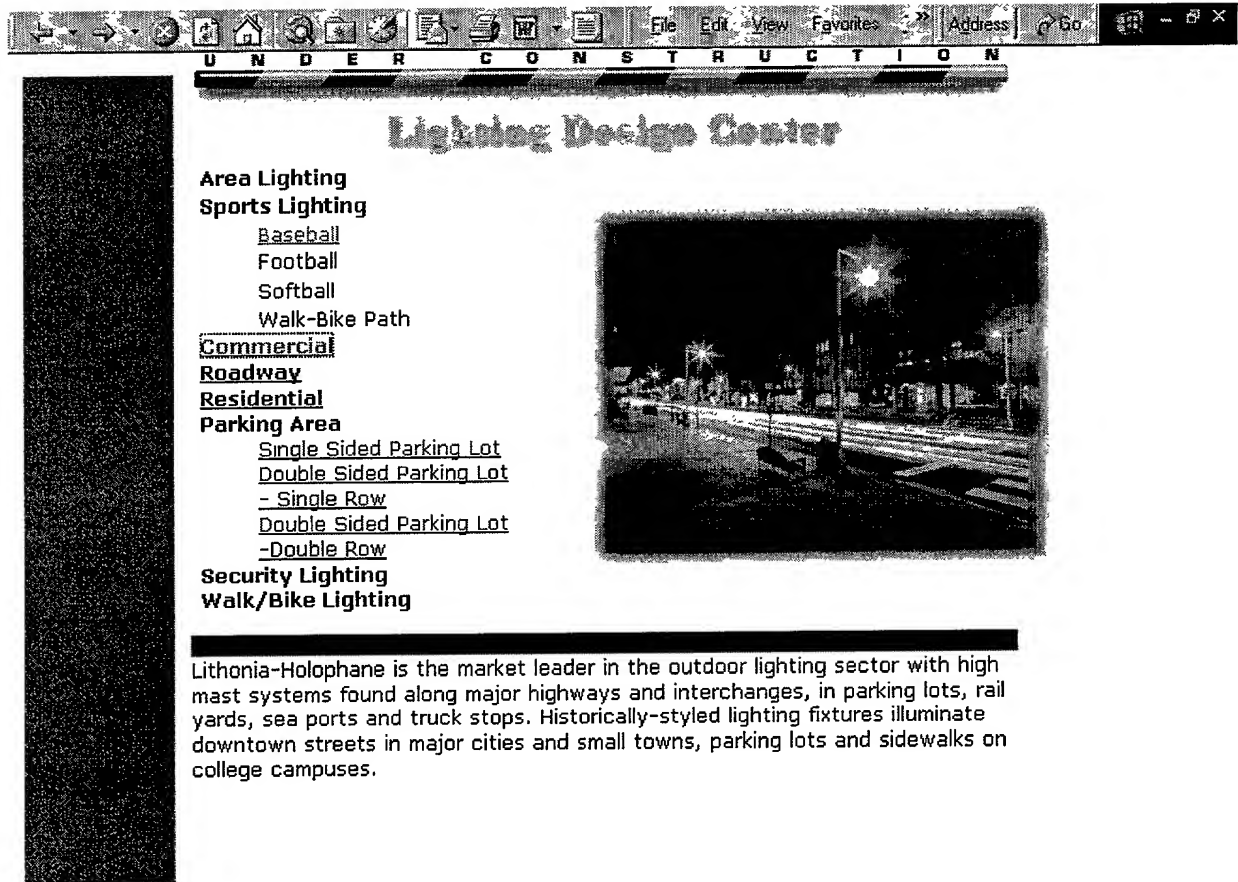 File Edit View Favorites » Address Go
UNDER CONSTRUCTION
Lighting Design Center
Area Lighting
Sports Lighting
Baseball
Football
Softball
Walk-Bike Path
Commercial
Roadway
Residential
Parking Area
Single Sided Parking Lot
Double Sided Parking Lot
- Single Row
Double Sided Parking Lot
-Double Row
Security Lighting
Walk/Bike Lighting
Lithonia-Holophane is the market leader in the outdoor lighting sector with high
mast systems found along major highways and interchanges, in parking lots, rail
yards, sea ports and truck stops. Historically-styled lighting fixtures illuminate
downtown streets in major cities and small towns, parking lots and sidewalks on
college campuses.